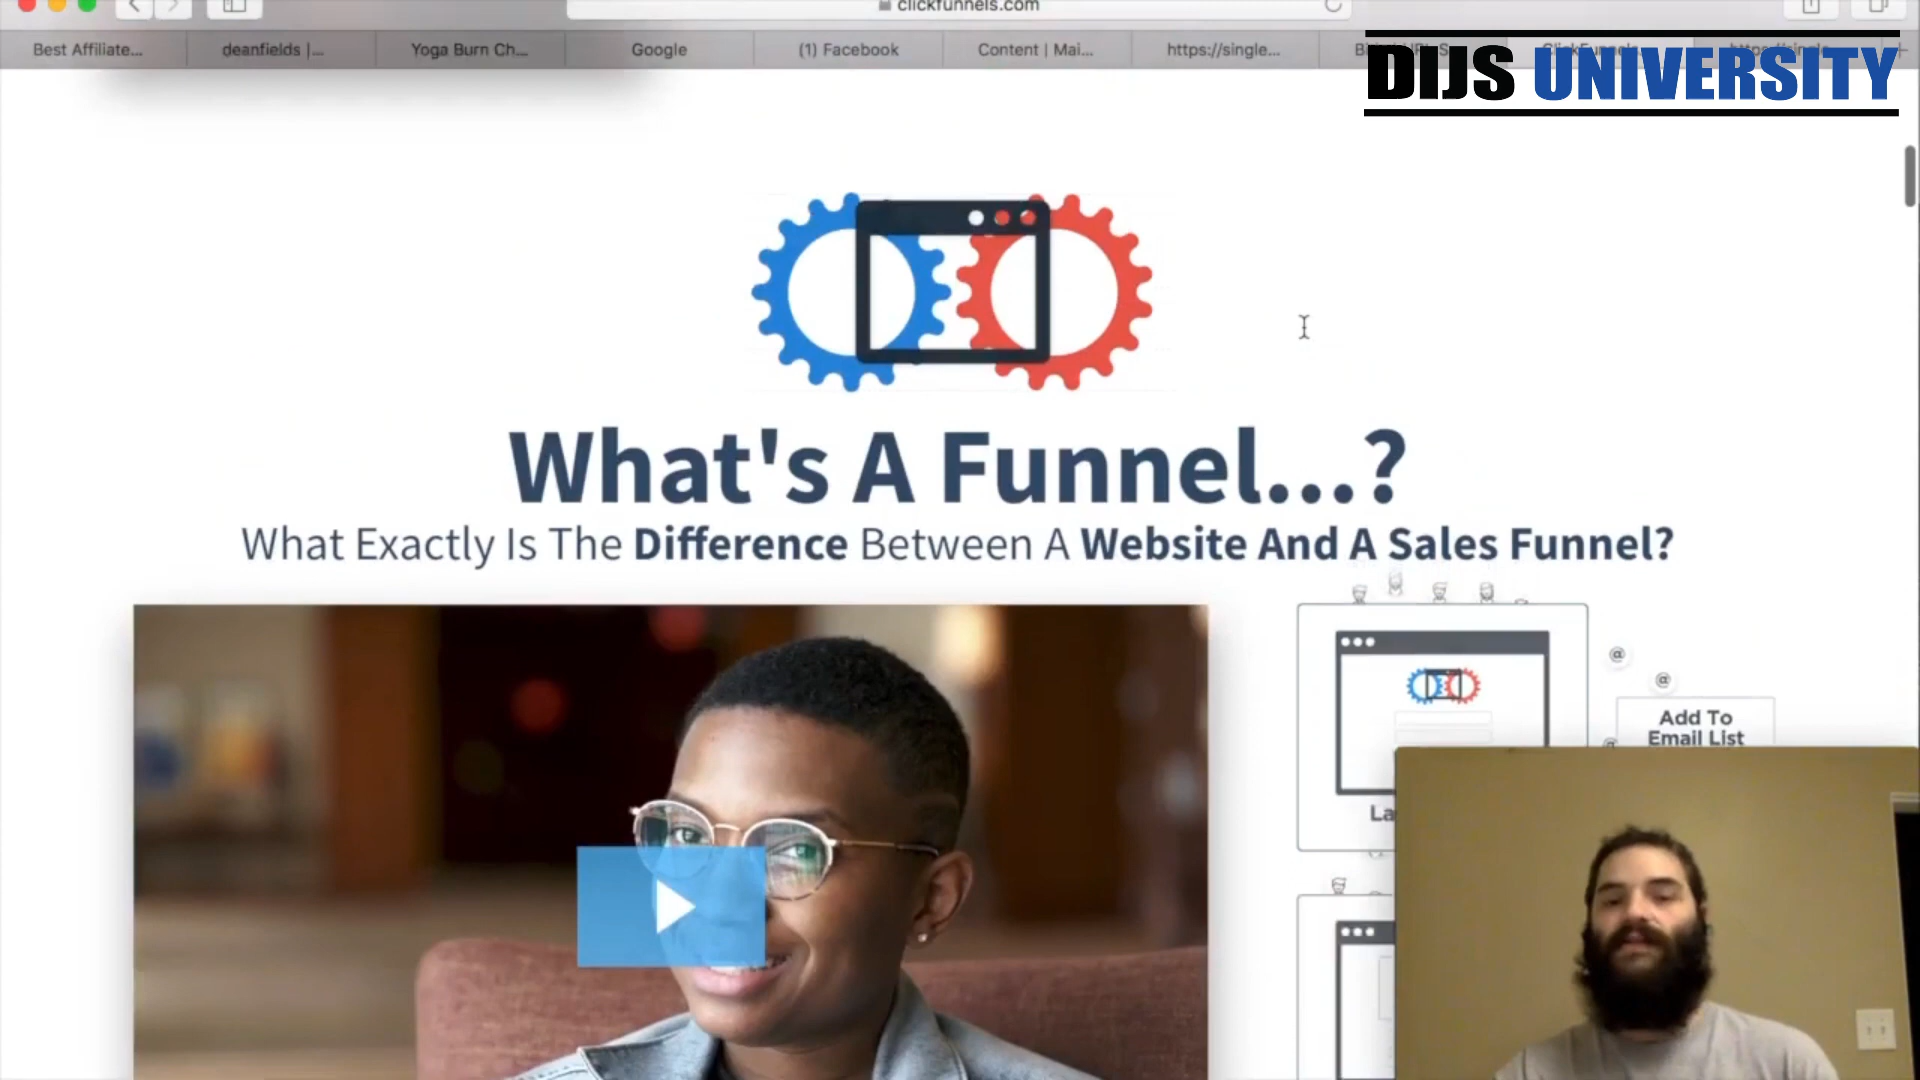 clickfunnels.com
Best Affiliate...
deanfields |...
Yoga Burn Ch...
Google
(1) Facebook
Content | Mai...
https://single...
DIJS UNIVERSITY
What's A Funnel...?
What Exactly Is The Difference Between A Website And A Sales Funnel?
@
@
Add To
Email List
@
La